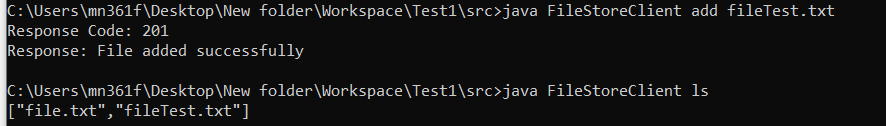 C:\Users\mn361f\Desktop\New folder\Workspace\Test1\src>java FileStoreClient add fileTest.txt
Response Code: 201
Response: File added successfully
C:\Users\mn361f\Desktop\New folder\Workspace\Test1\src>java FileStoreClient ls
["file.txt","fileTest.txt"]